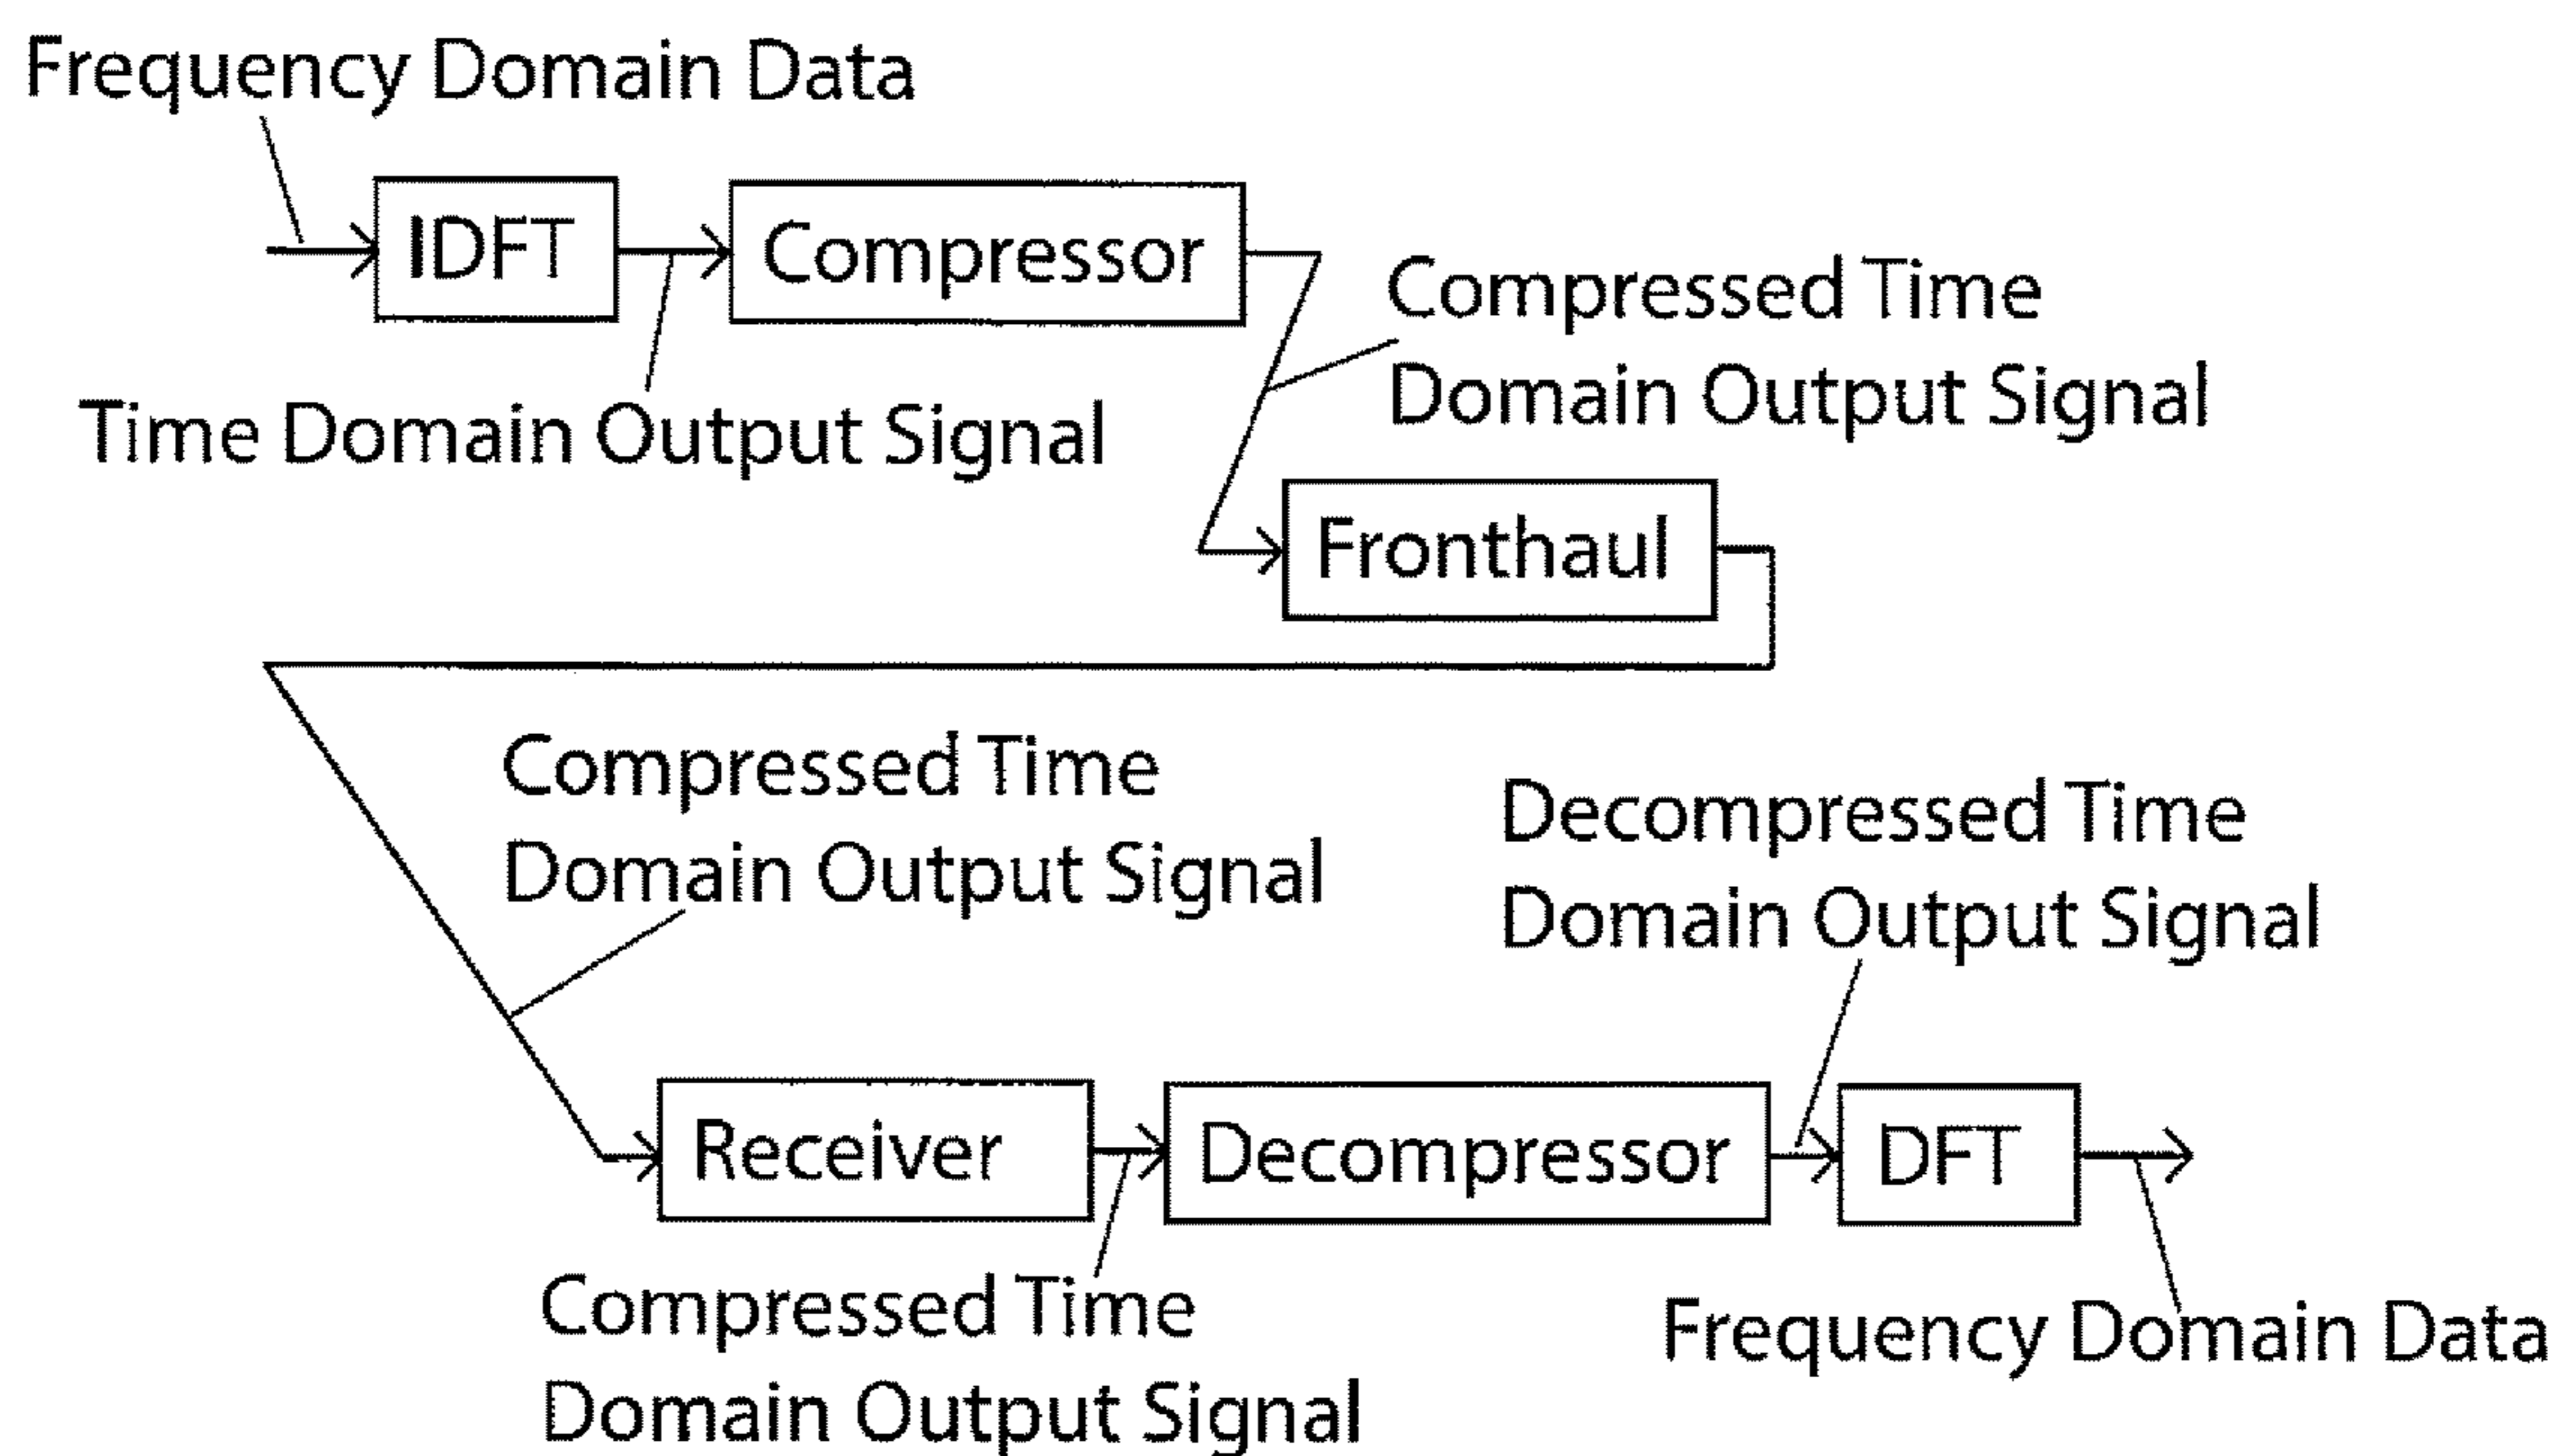 Frequency Domain Data
IDFT
Compressor
Time Domain Output Signal
Compressed Time
Domain Output Signal
Fronthaul
Compressed Time
Domain Output Signal
Decompressed Time
Domain Output Signal
Receiver
Decompressor
DFT
Compressed Time
Domain Output Signal
Frequency Domain Data